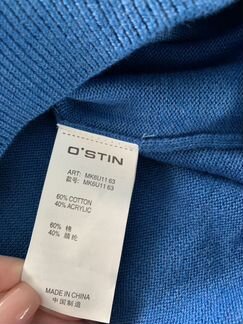 O'STIN
ART: MK6U11 63
款号: MK6U11 63
60% COTTON
40% ACRYLIC
60% 棉
40% 腈纶
MADE IN CHINA
中国制造